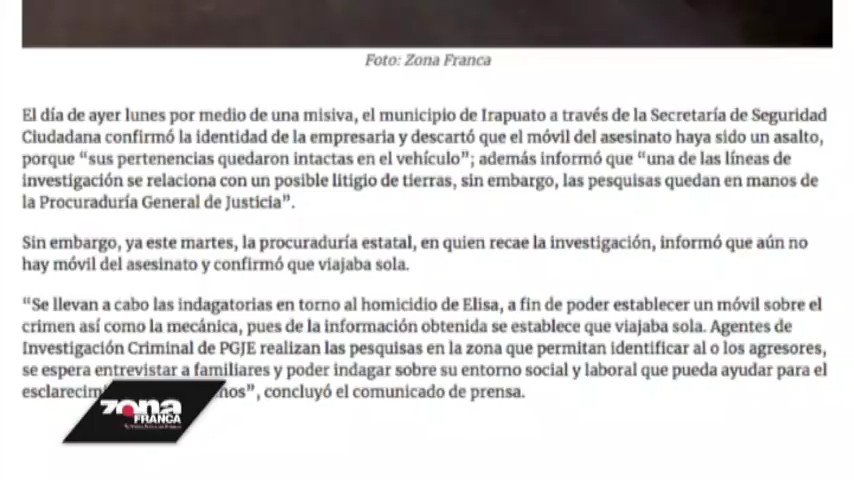 Foto: Zona Franca
El día de ayer lunes por medio de una misiva, el municipio de Irapuato a través de la Secretaría de Seguridad
Ciudadana confirmó la identidad de la empresaria y descartó que el móvil del asesinato haya sido un asalto,
porque “sus pertenencias quedaron intactas en el vehículo”; además informó que “una de las líneas de
investigación se relaciona con un posible litigio de tierras, sin embargo, las pesquisas quedan en manos de
la Procuraduría General de Justicia”.
Sin embargo, ya este martes, la procuraduría estatal, en quien recae la investigación, informó que aún no
hay móvil del asesinato y confirmó que viajaba sola.
“Se llevan a cabo las indagatorias en torno al homicidio de Elisa, a fin de poder establecer un móvil sobre el
crimen así como la mecánica, pues de la información obtenida se establece que viajaba sola. Agentes de
Investigación Criminal de PGJE realizan las pesquisas en la zona que permitan identificar al o los agresores,
se espera entrevistar a familiares y poder indagar sobre su entorno social y laboral que pueda ayudar para el
concluyó el comunicado de prensa.
ZONA
FRANCA